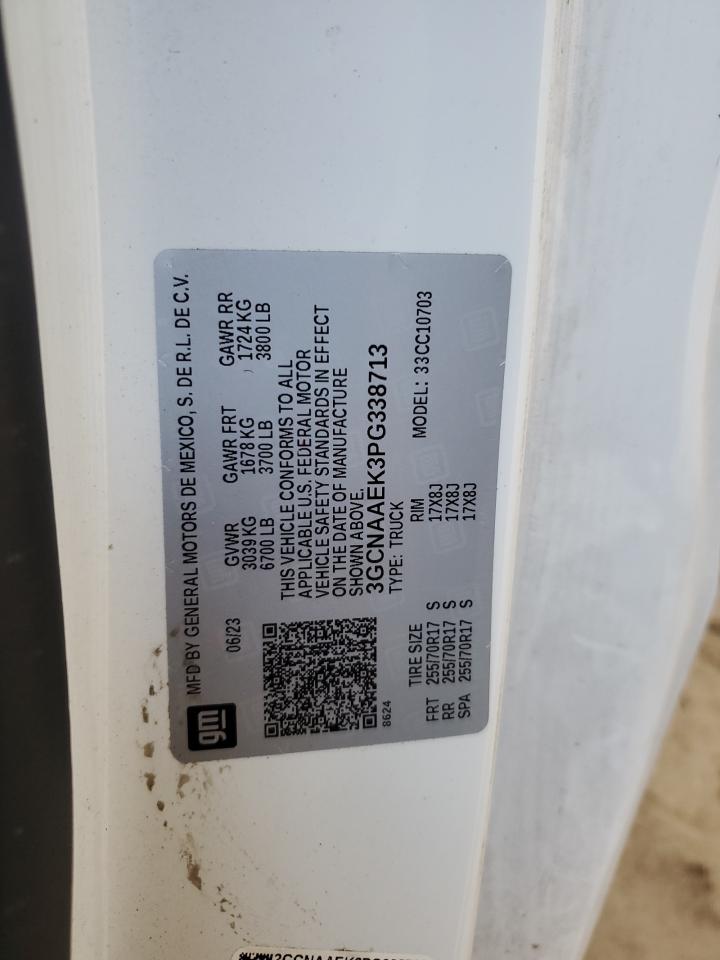 gm MFD BY GENERAL MOTORS DE MEXICO, S. DE R.L. DE C.V.
06/23 GVWR GAWR FRT GAWR RR
3039 KG 1678 KG 1724 KG
6700 LB 3700 LB 3800 LB
THIS VEHICLE CONFORMS TO ALL
APPLICABLE U.S. FEDERAL MOTOR
VEHICLE SAFETY STANDARDS IN EFFECT
ON THE DATE OF MANUFACTURE
SHOWN ABOVE.
3GCNAAEK3PG338713
8624 TYPE: TRUCK
TIRE SIZE RIM MODEL: 33CC10703
FRT 255/70R17 S 17X8J
RR 255/70R17 S 17X8J
SPA 255/70R17 S 17X8J